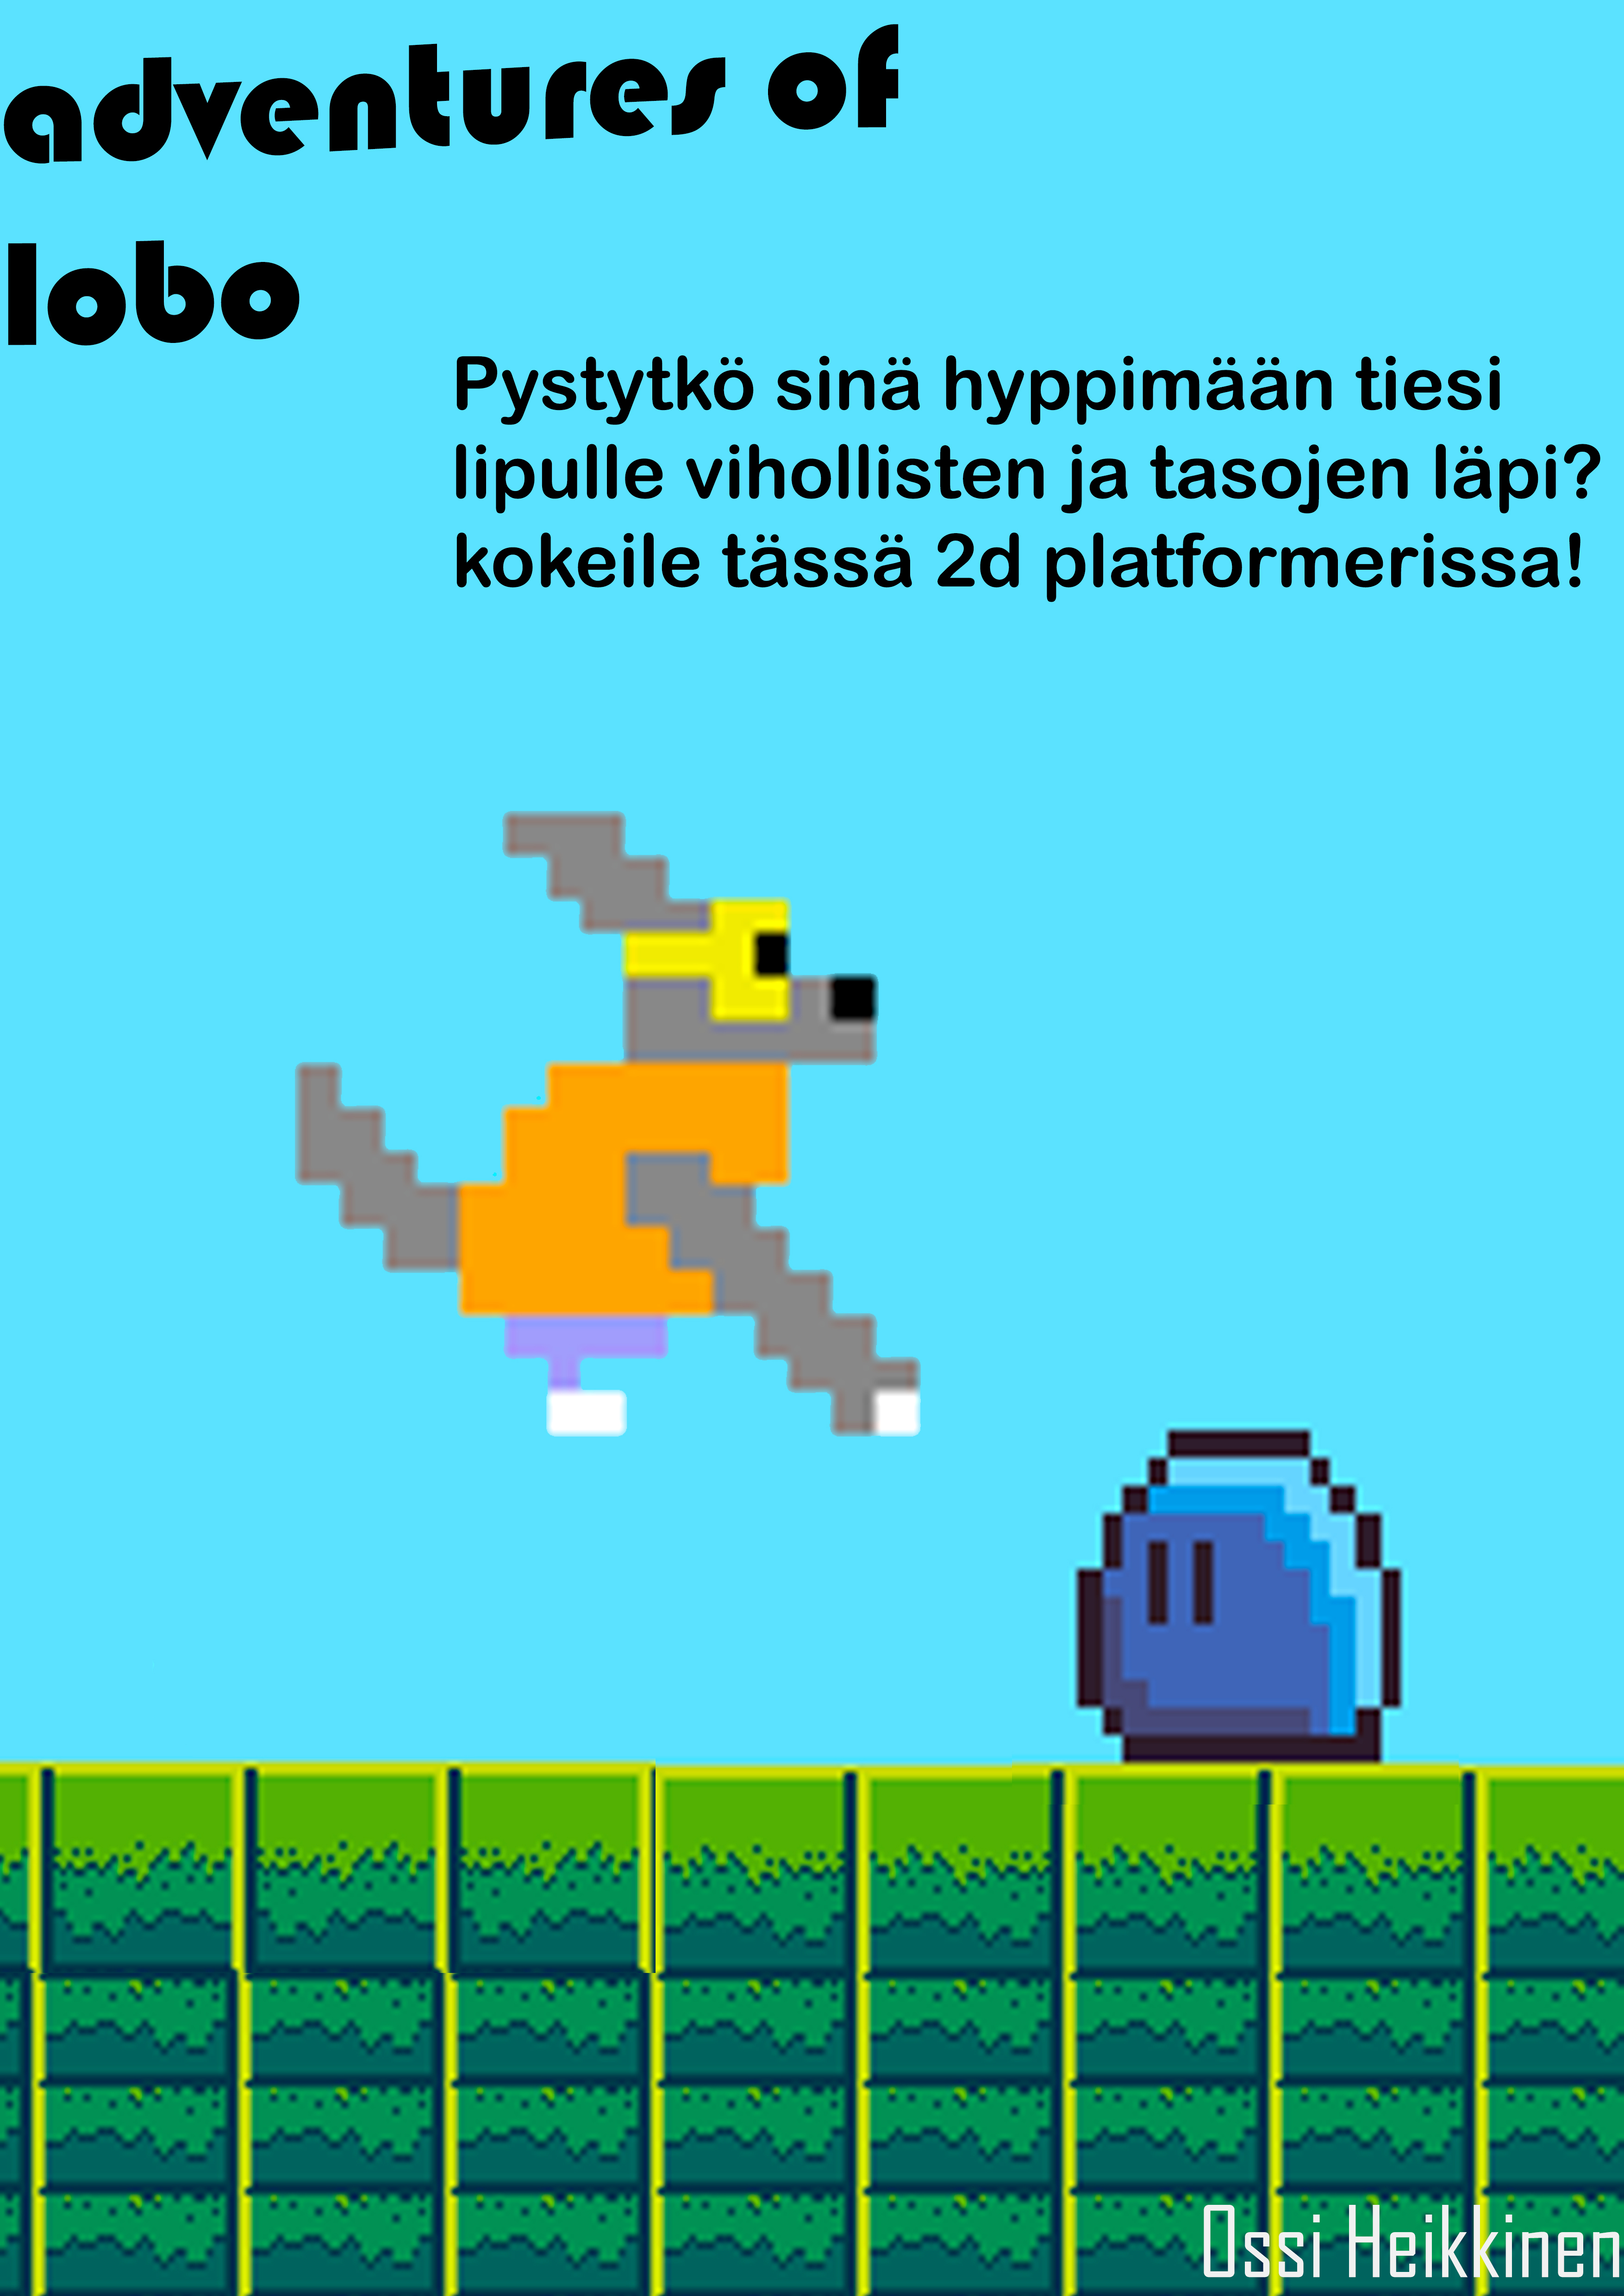 adventures of
lobo
Pystytkö sinä hyppimään tiesi
lipulle vihollisten ja tasojen läpi?
kokeile tässä 2d platformerissa!
Ossi Heikkinen